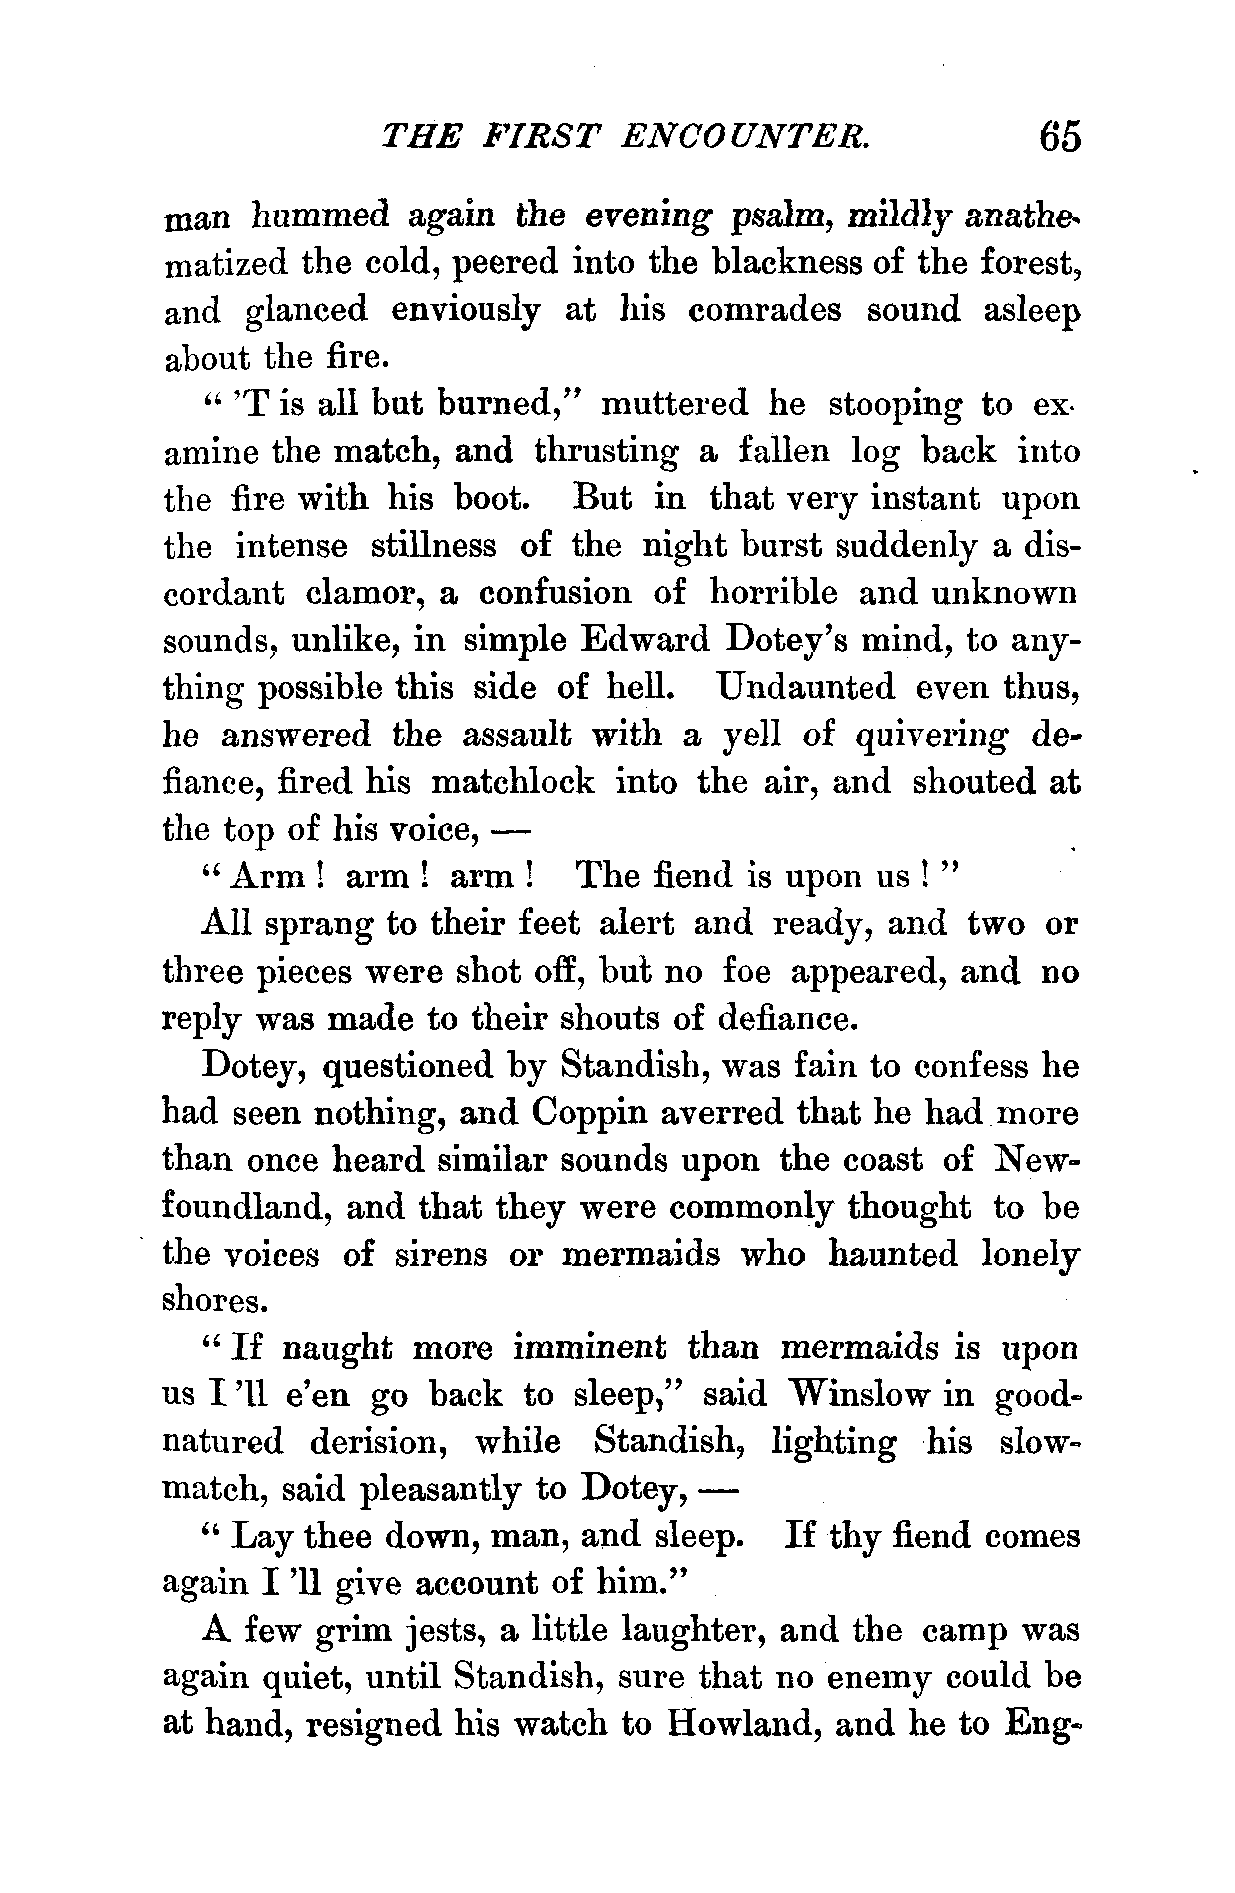 THE FIRST ENCOUNTER. 65
man hummed again the evening psalm, mildly anathe-
matized the cold, peered into the blackness of the forest,
and glanced enviously at his comrades sound asleep
about the fire.
“ ’T is all but burned,” muttered he stooping to ex-
amine the match, and thrusting a fallen log back into
the fire with his boot. But in that very instant upon
the intense stillness of the night burst suddenly a dis-
cordant clamor, a confusion of horrible and unknown
sounds, unlike, in simple Edward Dotey’s mind, to any-
thing possible this side of hell. Undaunted even thus,
he answered the assault with a yell of quivering de-
fiance, fired his matchlock into the air, and shouted at
the top of his voice, —
“ Arm ! arm ! arm ! The fiend is upon us ! ”
All sprang to their feet alert and ready, and two or
three pieces were shot off, but no foe appeared, and no
reply was made to their shouts of defiance.
Dotey, questioned by Standish, was fain to confess he
had seen nothing, and Coppin averred that he had more
than once heard similar sounds upon the coast of New-
foundland, and that they were commonly thought to be
the voices of sirens or mermaids who haunted lonely
shores.
“ If naught more imminent than mermaids is upon
us I ’ll e’en go back to sleep,” said Winslow in good-
natured derision, while Standish, lighting his slow-
match, said pleasantly to Dotey, —
“ Lay thee down, man, and sleep. If thy fiend comes
again I ’ll give account of him.”
A few grim jests, a little laughter, and the camp was
again quiet, until Standish, sure that no enemy could be
at hand, resigned his watch to Howland, and he to Eng-